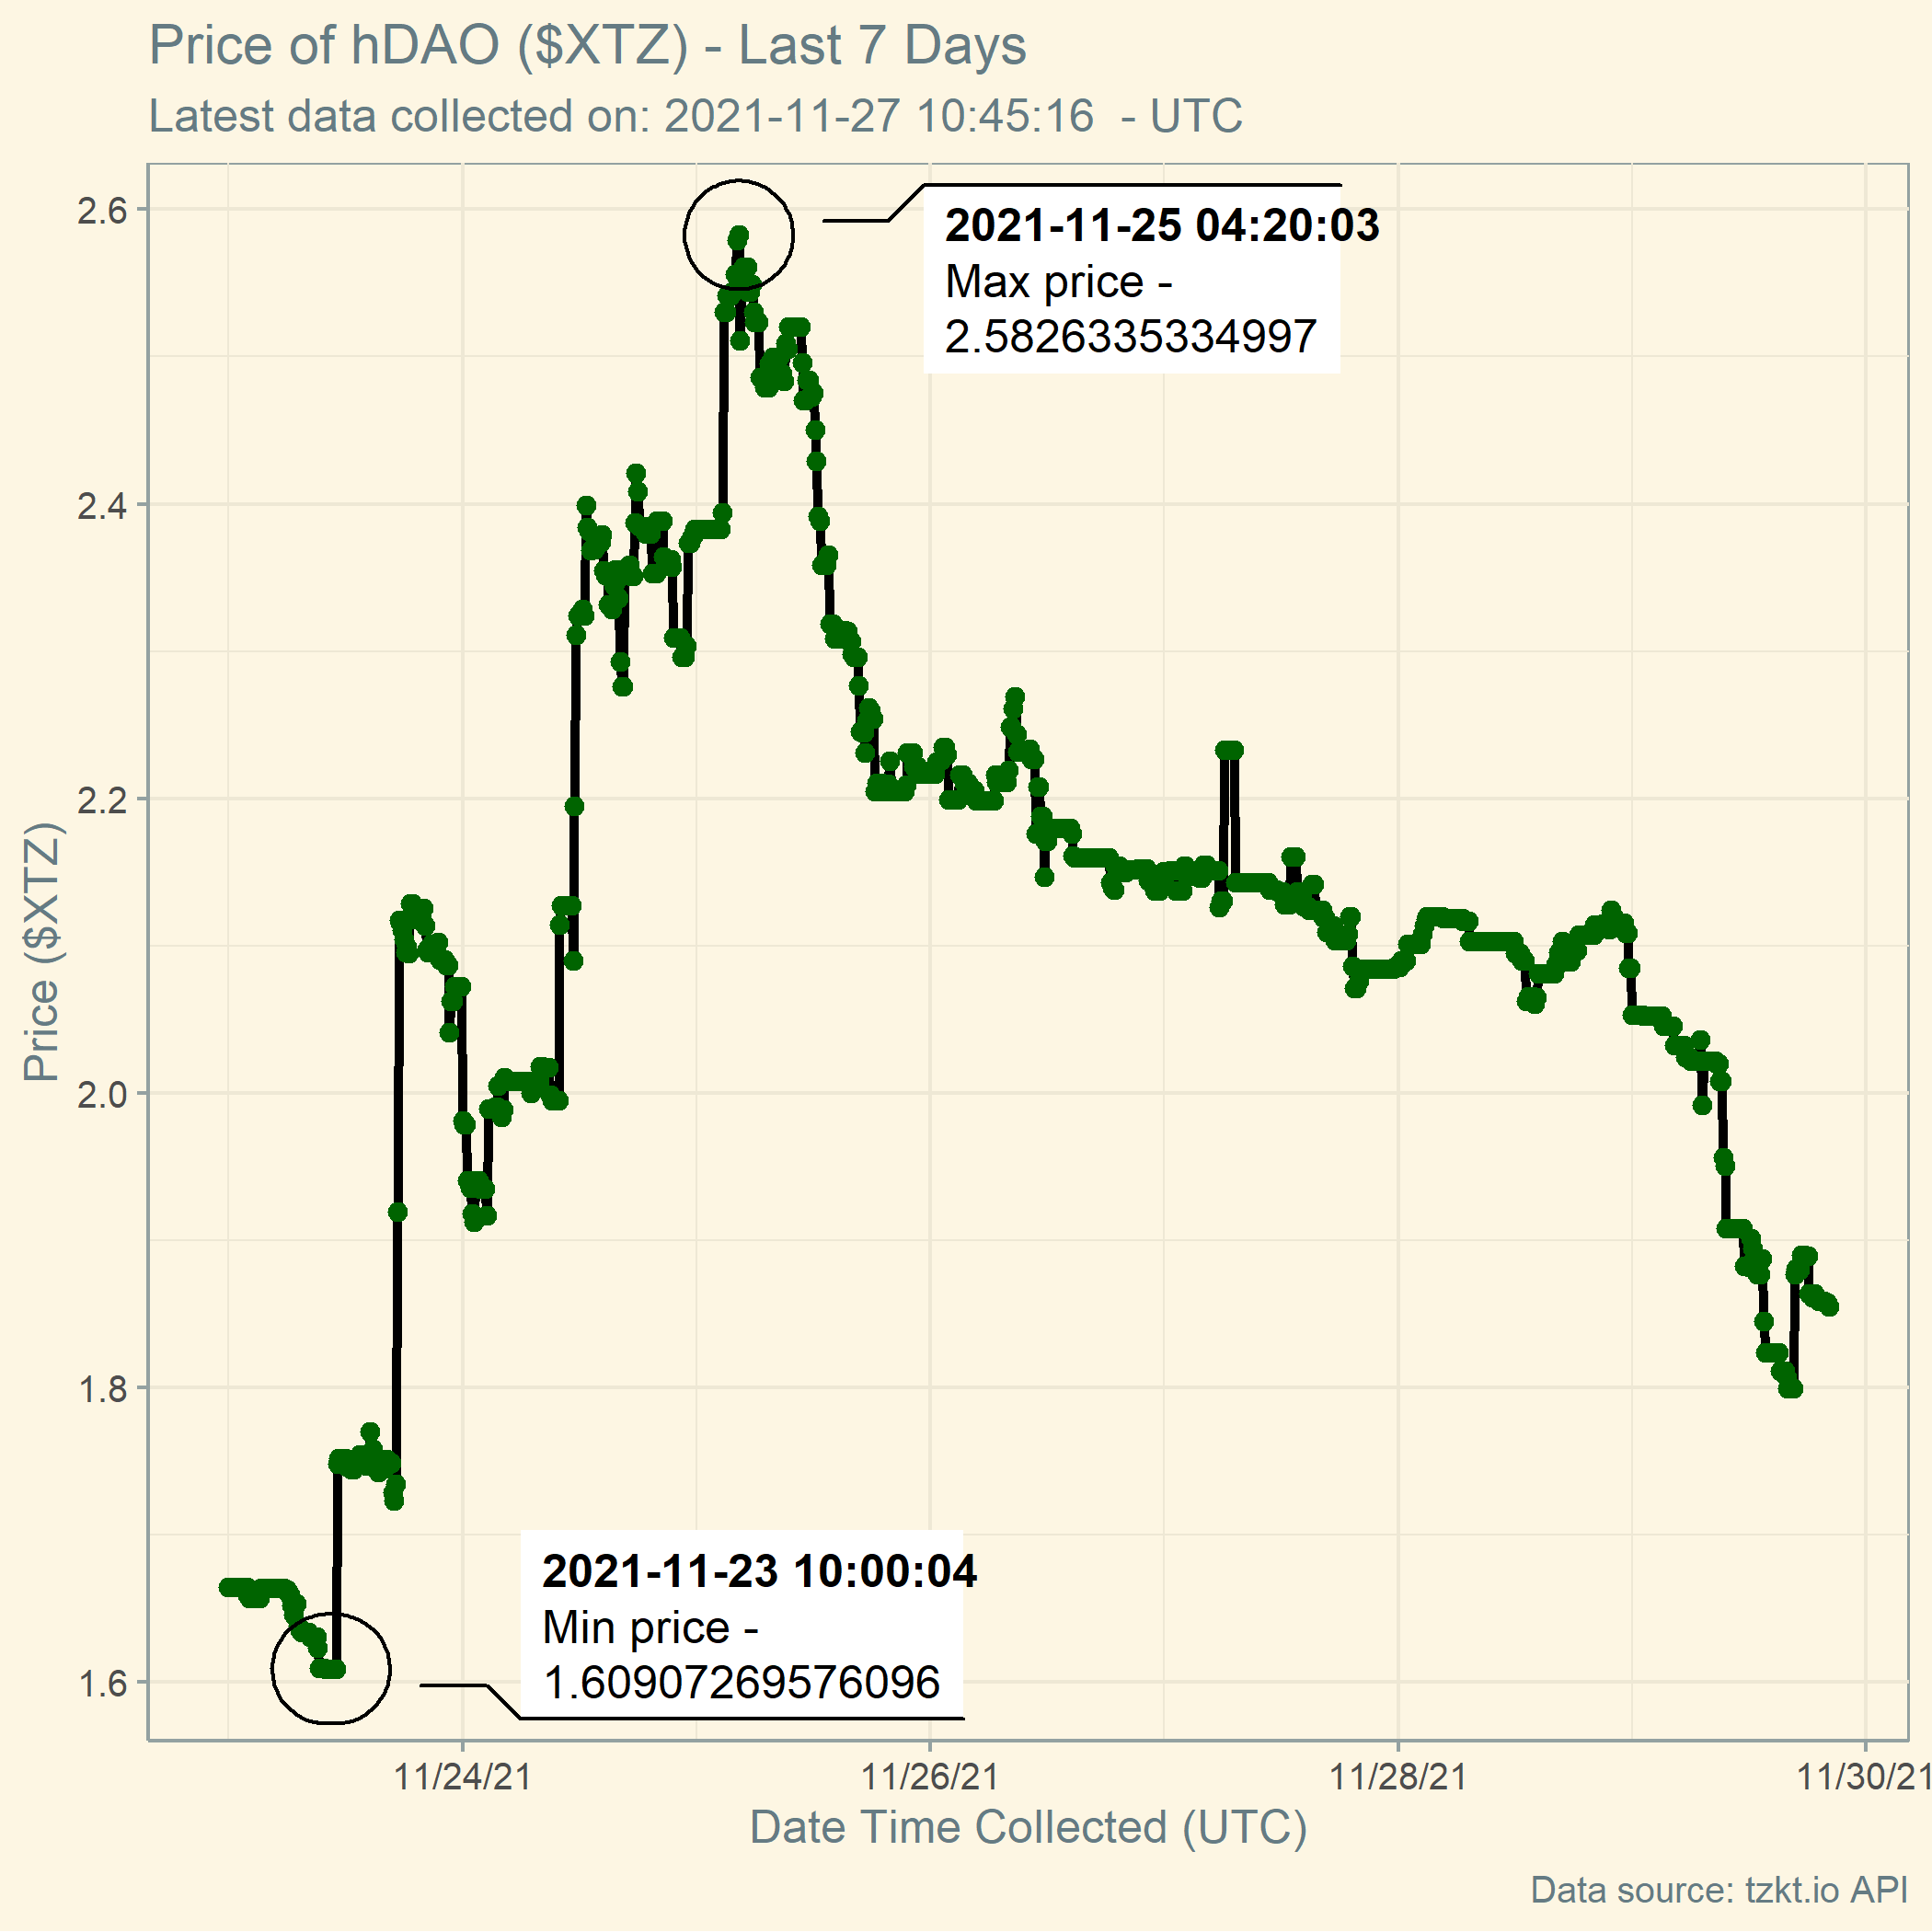 Price of hDAO ($XTZ) - Last 7 Days
Latest data collected on: 2021-11-27 10:45:16  - UTC
2.6
2.4
2.2
2.0
1.8
1.6
Price ($XTZ)
2021-11-25 04:20:03
Max price -
2.5826335334997
2021-11-23 10:00:04
Min price -
1.60907269576096
11/24/21
11/26/21
11/28/21
11/30/21
Date Time Collected (UTC)
Data source: tzkt.io API